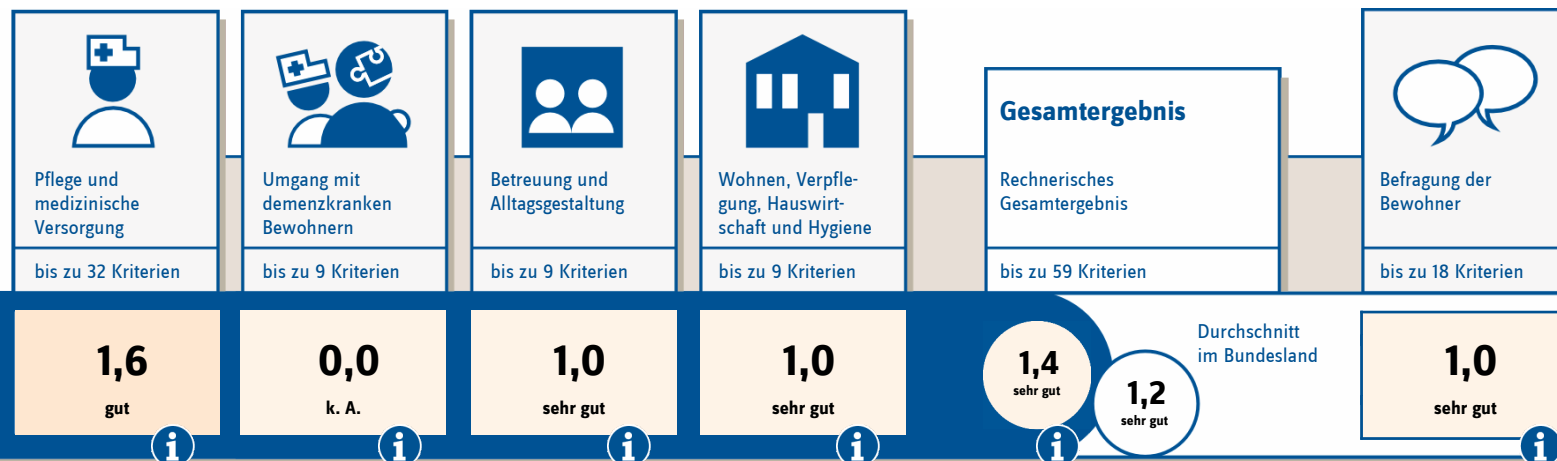 Pflege und
medizinische
Versorgung
bis zu 32 Kriterien
1,6
gut
i
Umgang mit
demenzkranken
Bewohnern
bis zu 9 Kriterien
0,0
k. A.
i
Betreuung und
Alltagsgestaltung
bis zu 9 Kriterien
1,0
sehr gut
i
Wohnen, Verpfle-
gung, Hauswirt-
schaft und Hygiene
bis zu 9 Kriterien
1,0
sehr gut
i
Gesamtergebnis
Rechnerisches
Gesamtergebnis
bis zu 59 Kriterien
1,4
sehr gut
i
1,2
sehr gut
Durchschnitt
im Bundesland
Befragung der
Bewohner
bis zu 18 Kriterien
1,0
sehr gut
i